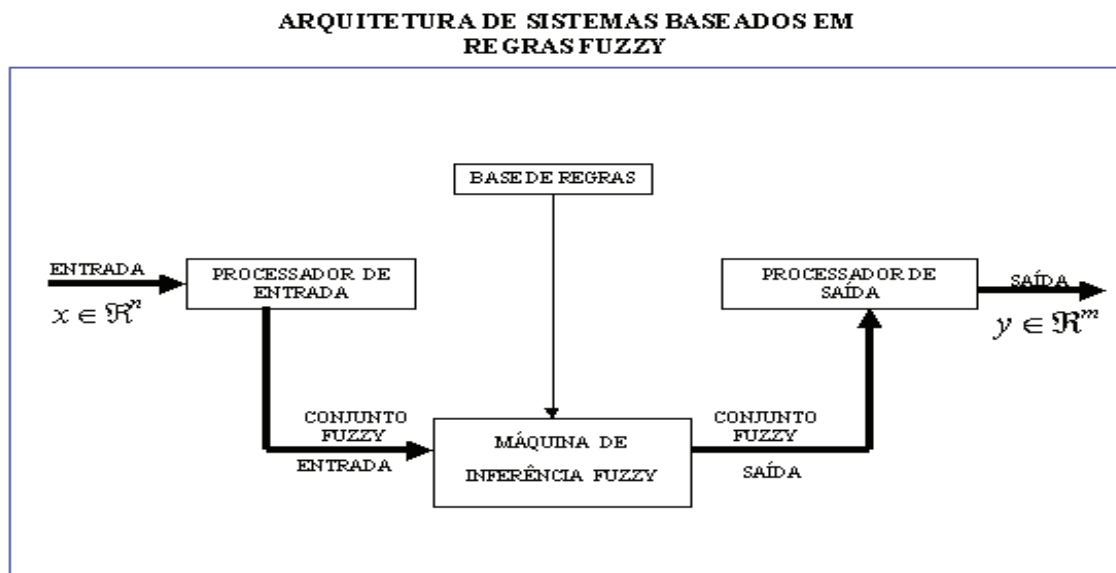 ARQUITETURA DE SISTEMAS BASEADOS EM
REGRAS FUZZY
BASE DE REGRAS
ENTRADA
x ∈ ℜⁿ
PROCESSADOR DE
ENTRADA
PROCESSADOR DE
SAÍDA
SAÍDA
y ∈ ℜᵐ
CONJUNTO
FUZZY
ENTRADA
MÁQUINA DE
INFERÊNCIA FUZZY
CONJUNTO
FUZZY
SAÍDA